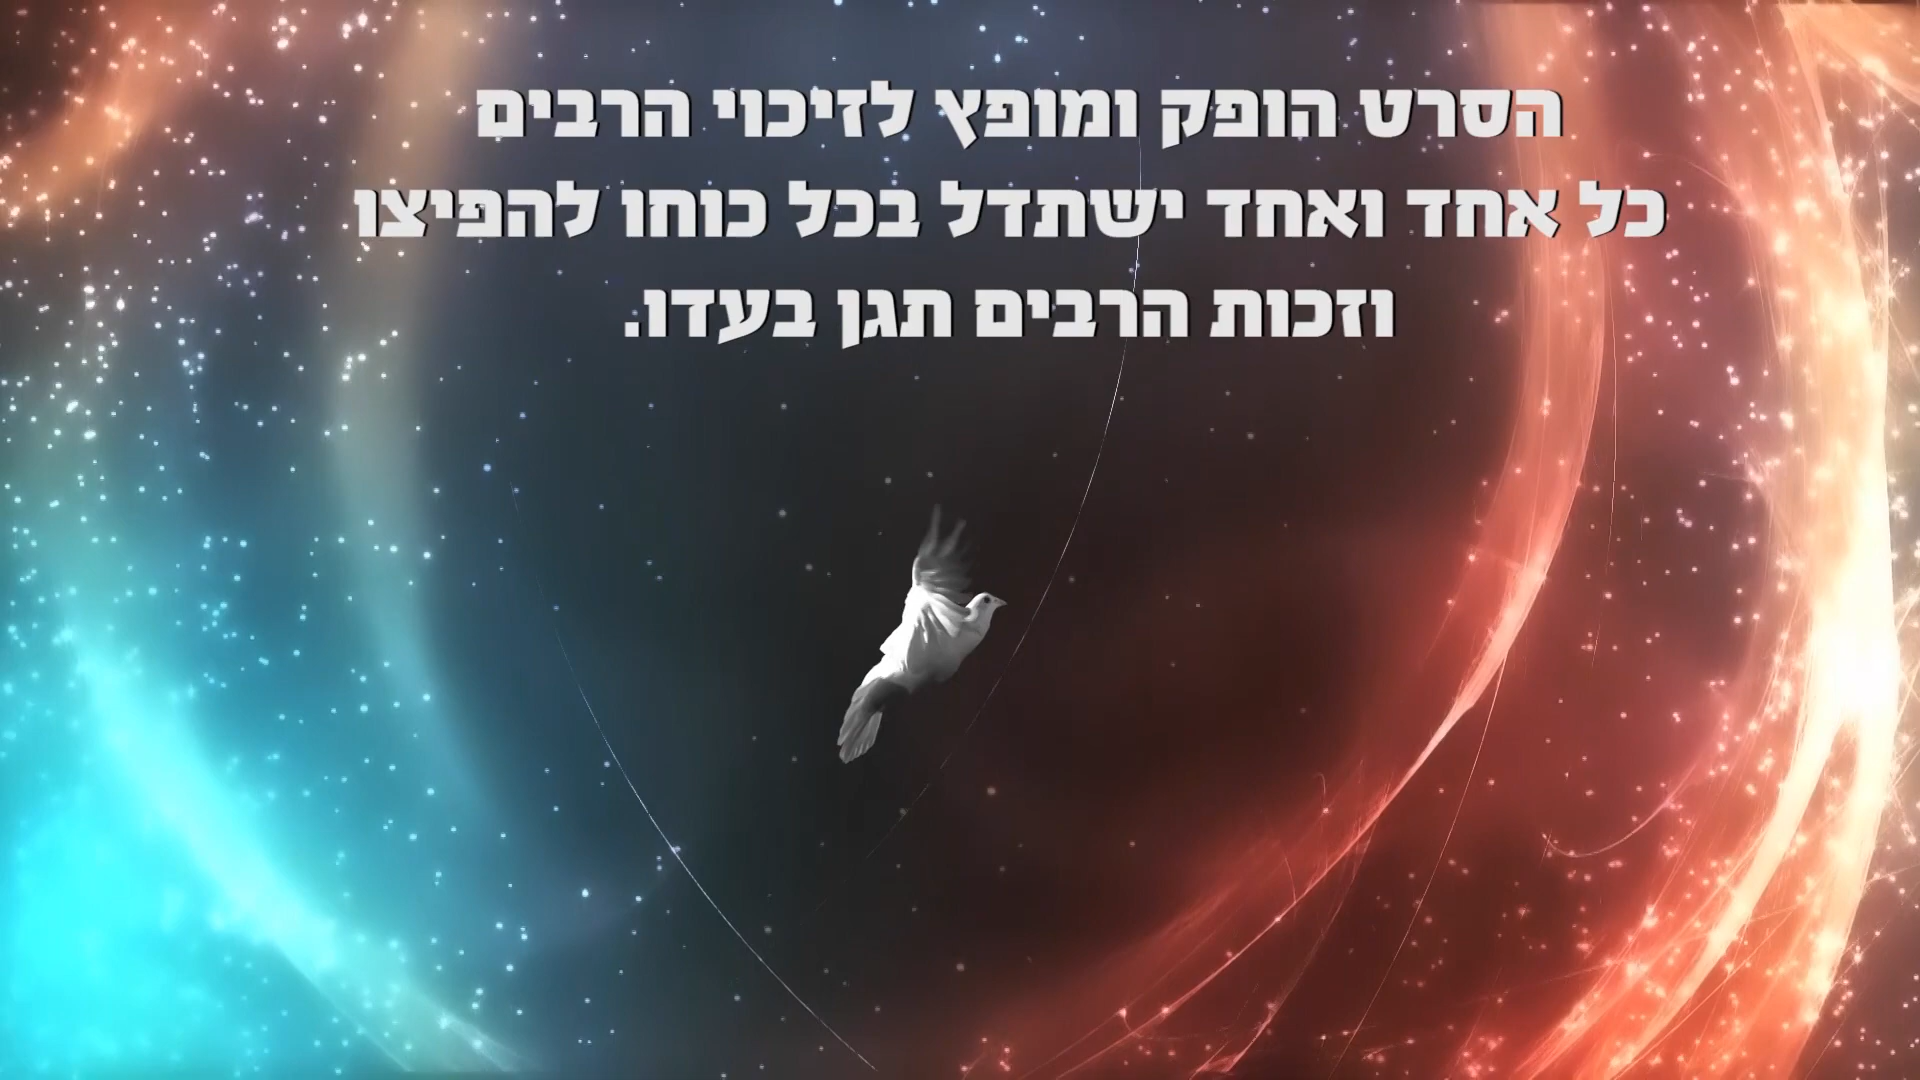 הסרט הופק ומופץ לזיכוי הרבים
כל אחד ואחד ישתדל בכל כוחו להפיצו
וזכות הרבים תגן בעדו.